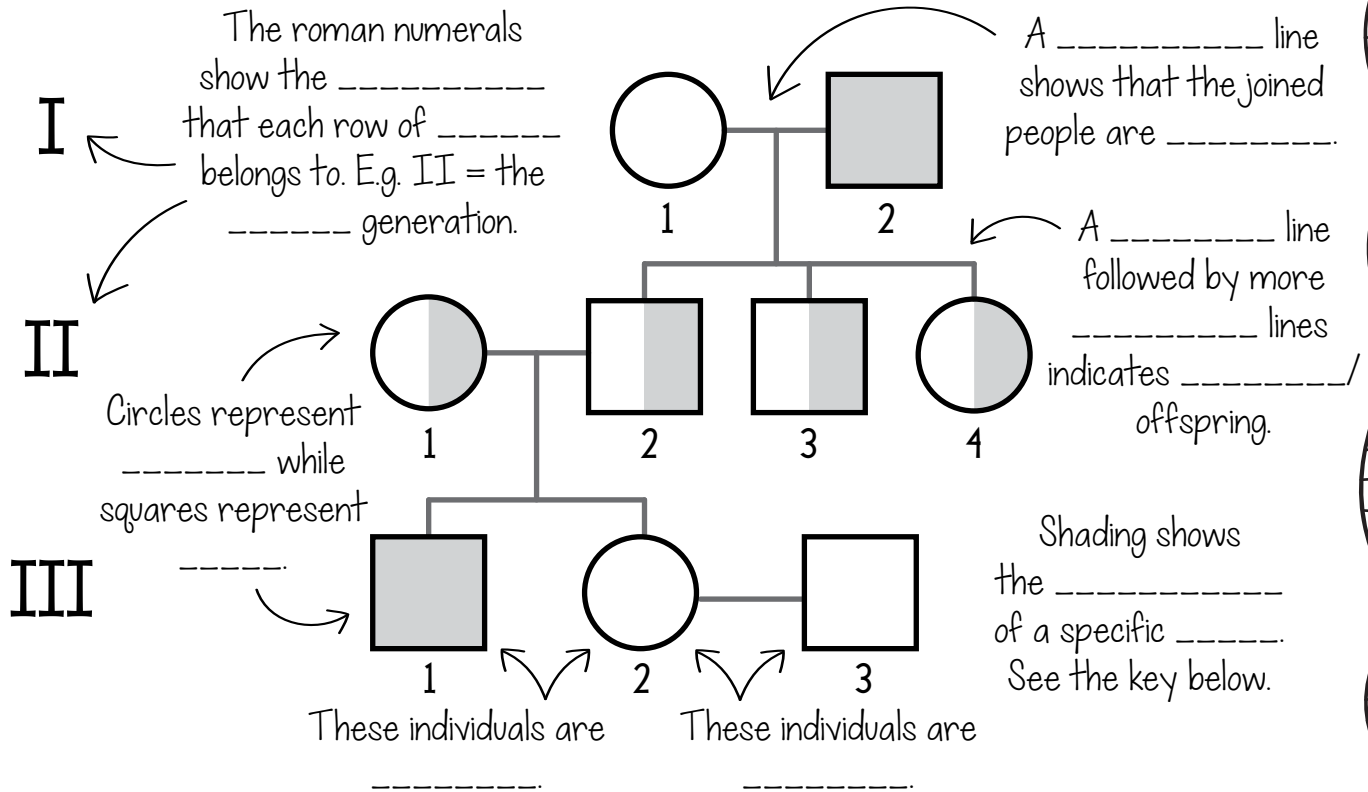 The roman numerals
show the __________
that each row of ______
belongs to. E.g. II = the
______ generation.
A __________ line
shows that the joined
people are ________.
I
1
2
A ________ line
followed by more
_________ lines
indicates ________/
offspring.
II
1
2
3
4
Circles represent
_______ while
squares represent
_____.
Shading shows
the ___________
of a specific _____.
See the key below.
III
1
2
3
These individuals are
________.
These individuals are
________.